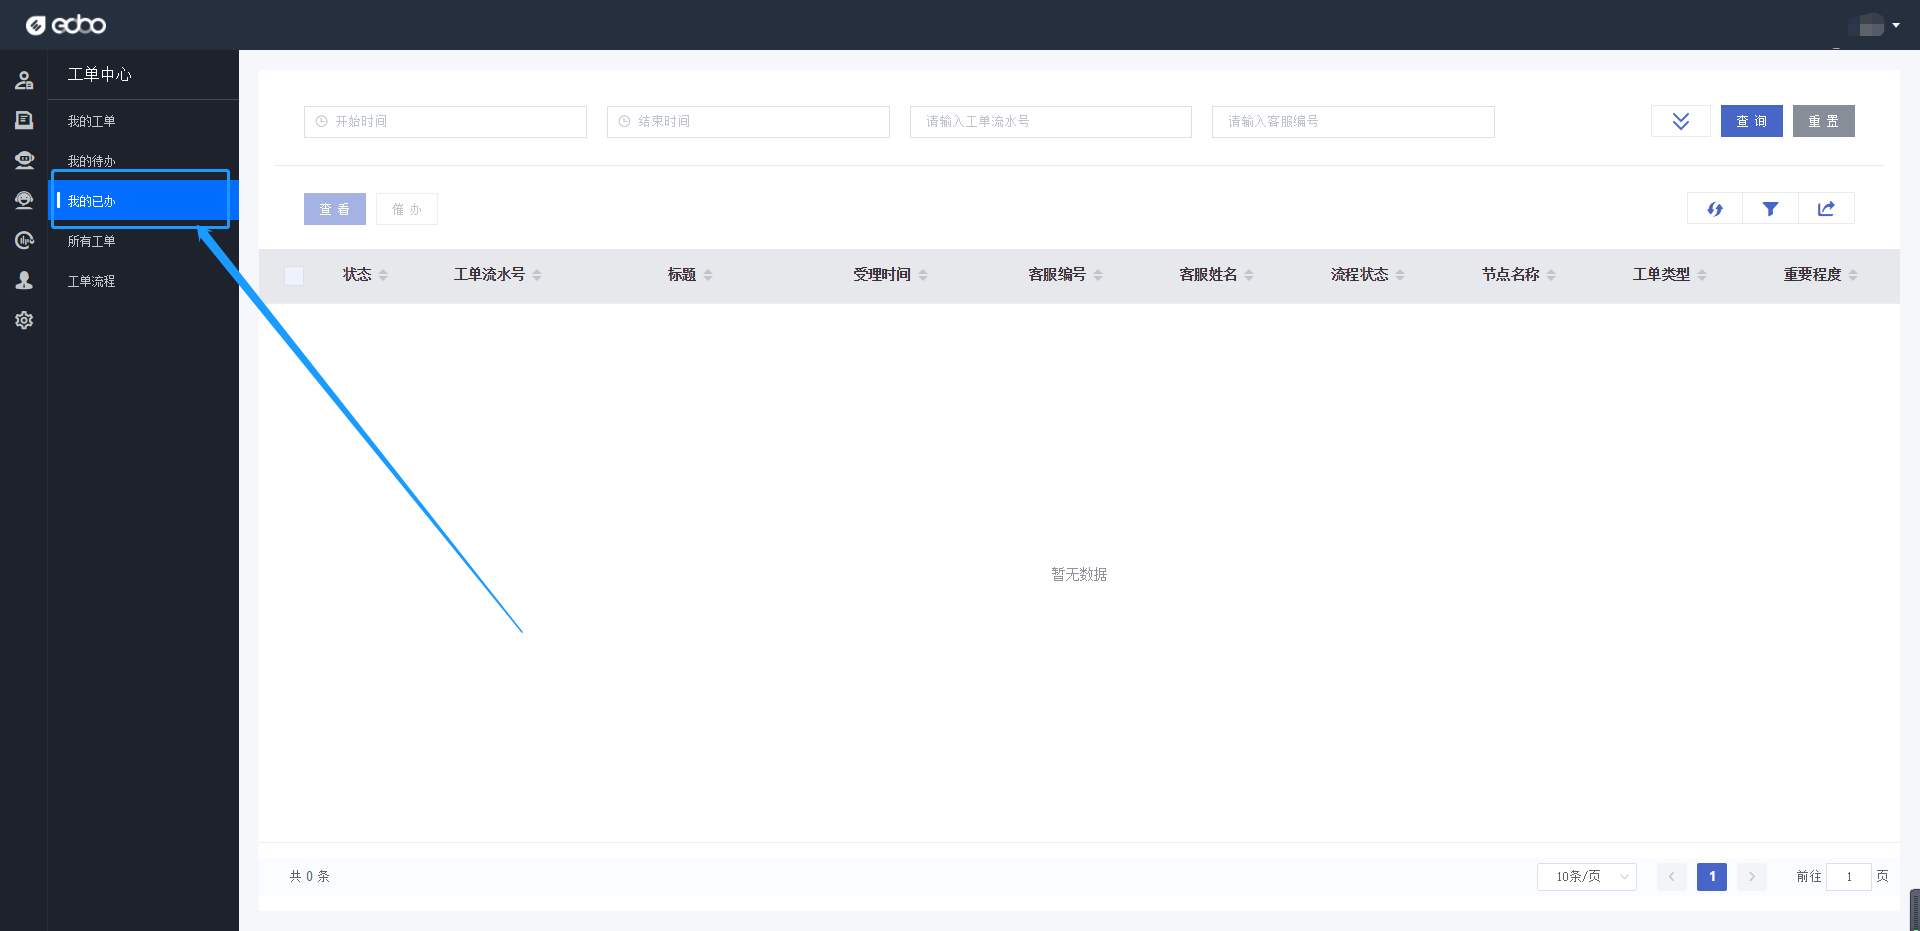 ecbo
工单中心
我的工单
我的待办
我的已办
所有工单
工单流程
开始时间 结束时间 请输入工单流水号 请输入客服编号 查 询 重 置
查 看 催 办
状态 工单流水号 标题 受理时间 客服编号 客服姓名 流程状态 节点名称 工单类型 重要程度
暂无数据
共 0 条 10条/页 1 前往 1 页